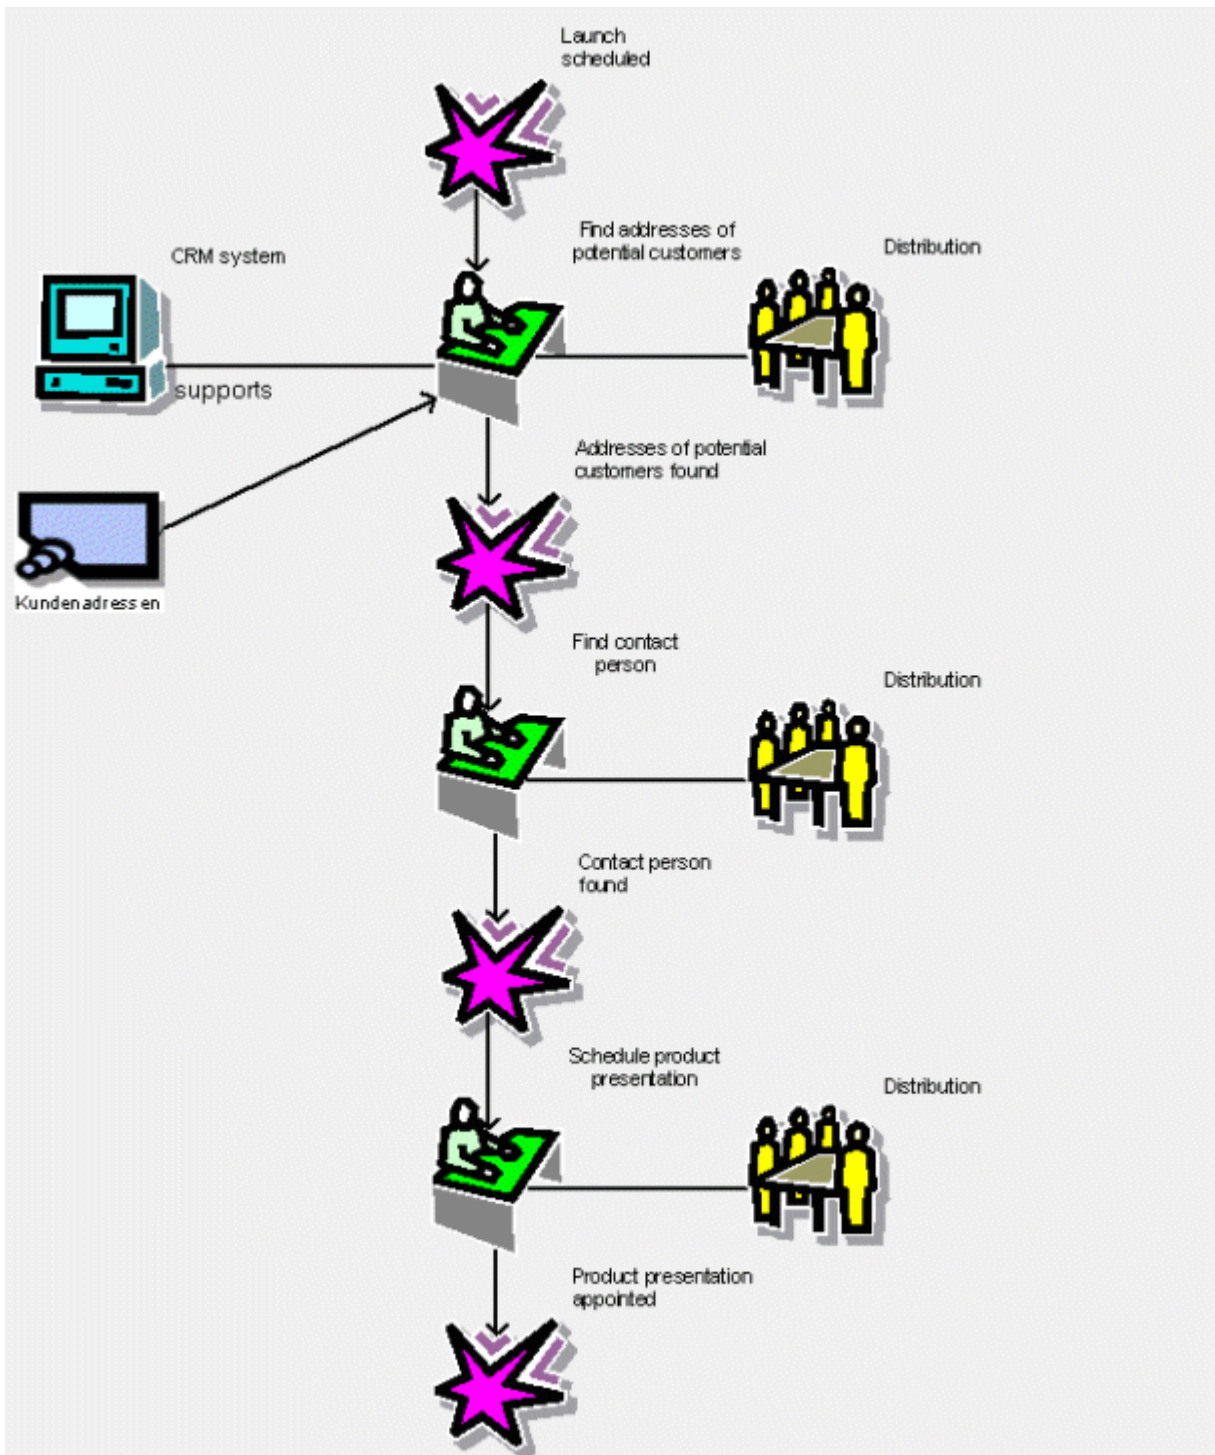 Launch
scheduled
Find addresses of
potential customers
Distribution
CRM system
supports
Addresses of potential
customers found
Kundenadressen
Find contact
person
Distribution
Contact person
found
Schedule product
presentation
Distribution
Product presentation
appointed